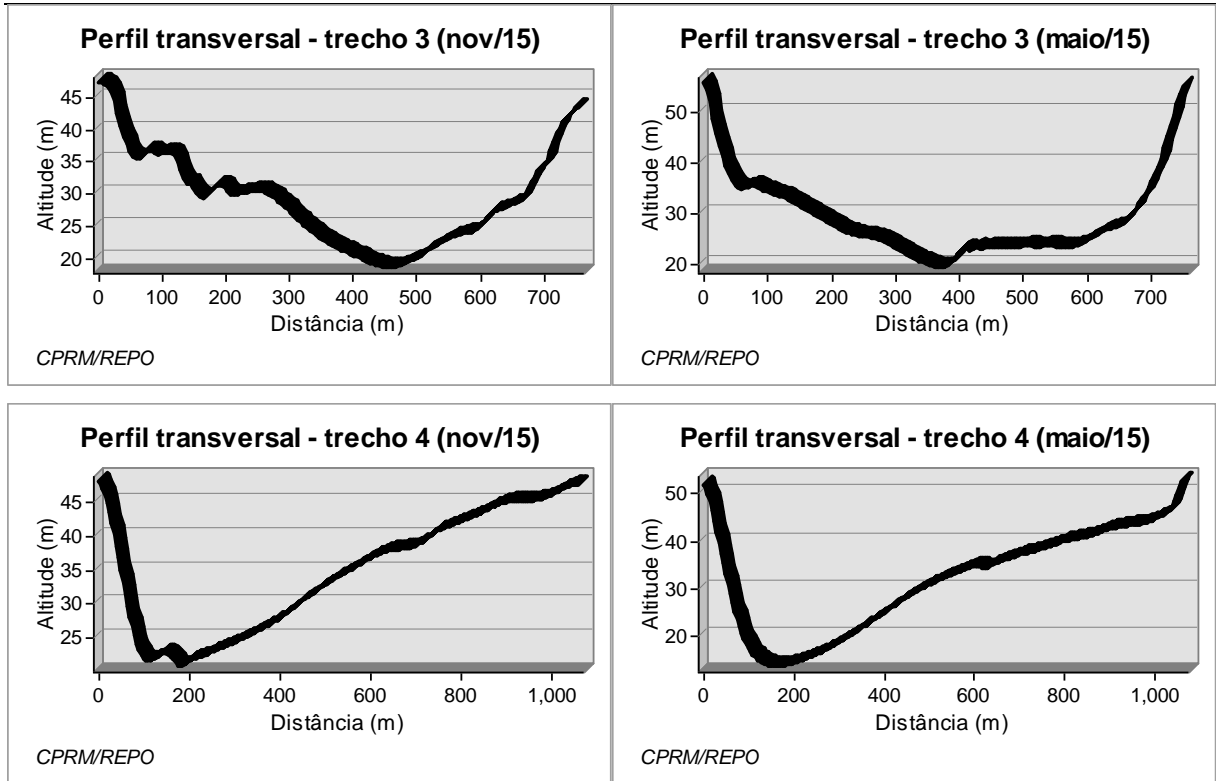 Perfil transversal - trecho 3 (nov/15)
Altitude (m)
45
40
35
30
25
20
0 100 200 300 400 500 600 700
Distância (m)
CPRM/REPO
Perfil transversal - trecho 3 (maio/15)
Altitude (m)
50
40
30
20
0 100 200 300 400 500 600 700
Distância (m)
CPRM/REPO
Perfil transversal - trecho 4 (nov/15)
Altitude (m)
45
40
35
30
25
0 200 400 600 800 1,000
Distância (m)
CPRM/REPO
Perfil transversal - trecho 4 (maio/15)
Altitude (m)
50
40
30
20
0 200 400 600 800 1,000
Distância (m)
CPRM/REPO